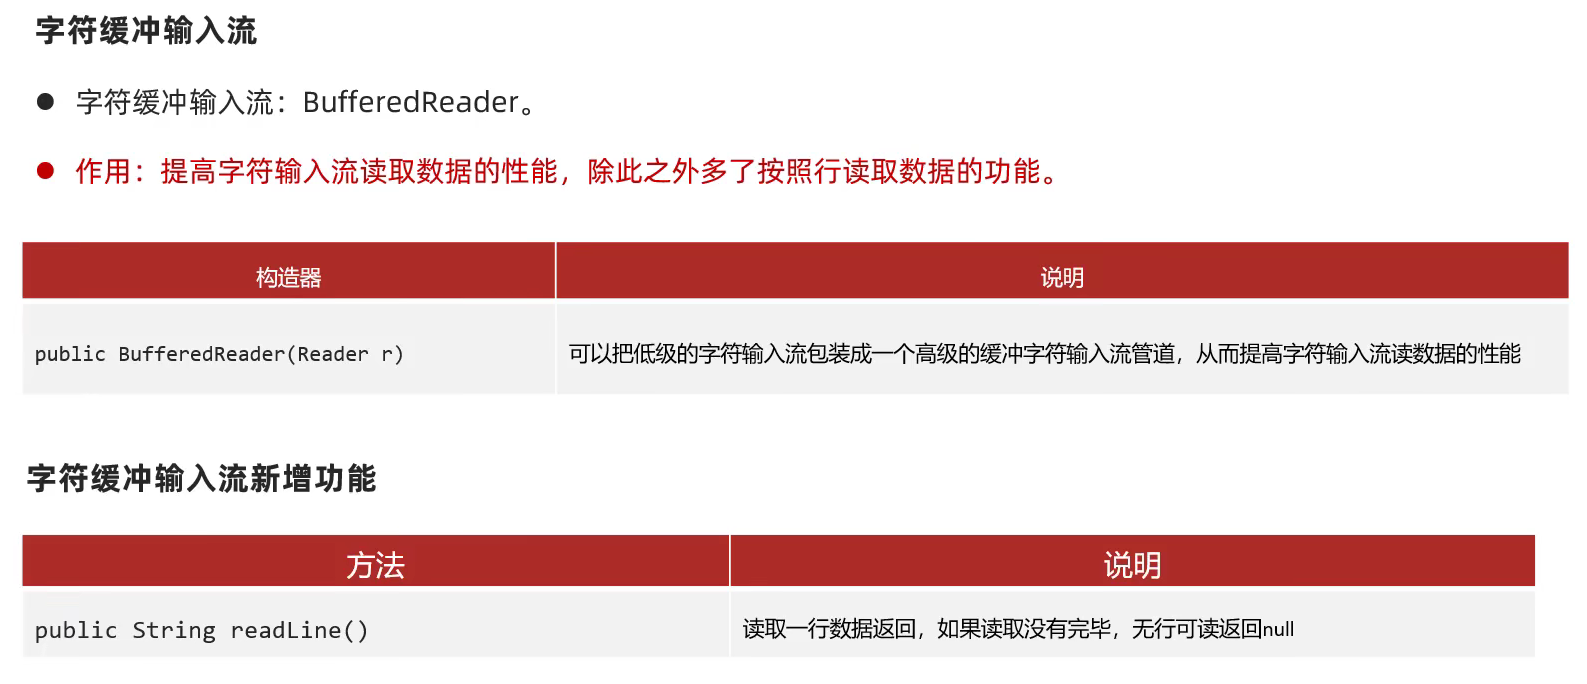 字符缓冲输入流
● 字符缓冲输入流：BufferedReader。
● 作用：提高字符输入流读取数据的性能，除此之外多了按照行读取数据的功能。
构造器 说明
public BufferedReader(Reader r) 可以把低级的字符输入流包装成一个高级的缓冲字符输入流管道，从而提高字符输入流读数据的性能
字符缓冲输入流新增功能
方法 说明
public String readLine() 读取一行数据返回，如果读取没有完毕，无行可读返回null